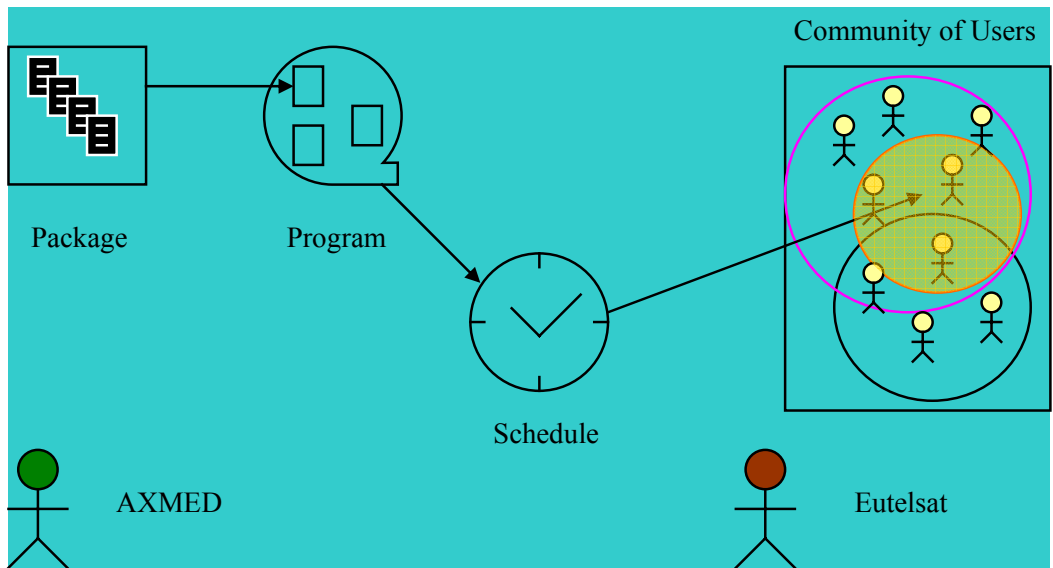 Community of Users
Package
Program
Schedule
AXMED
Eutelsat